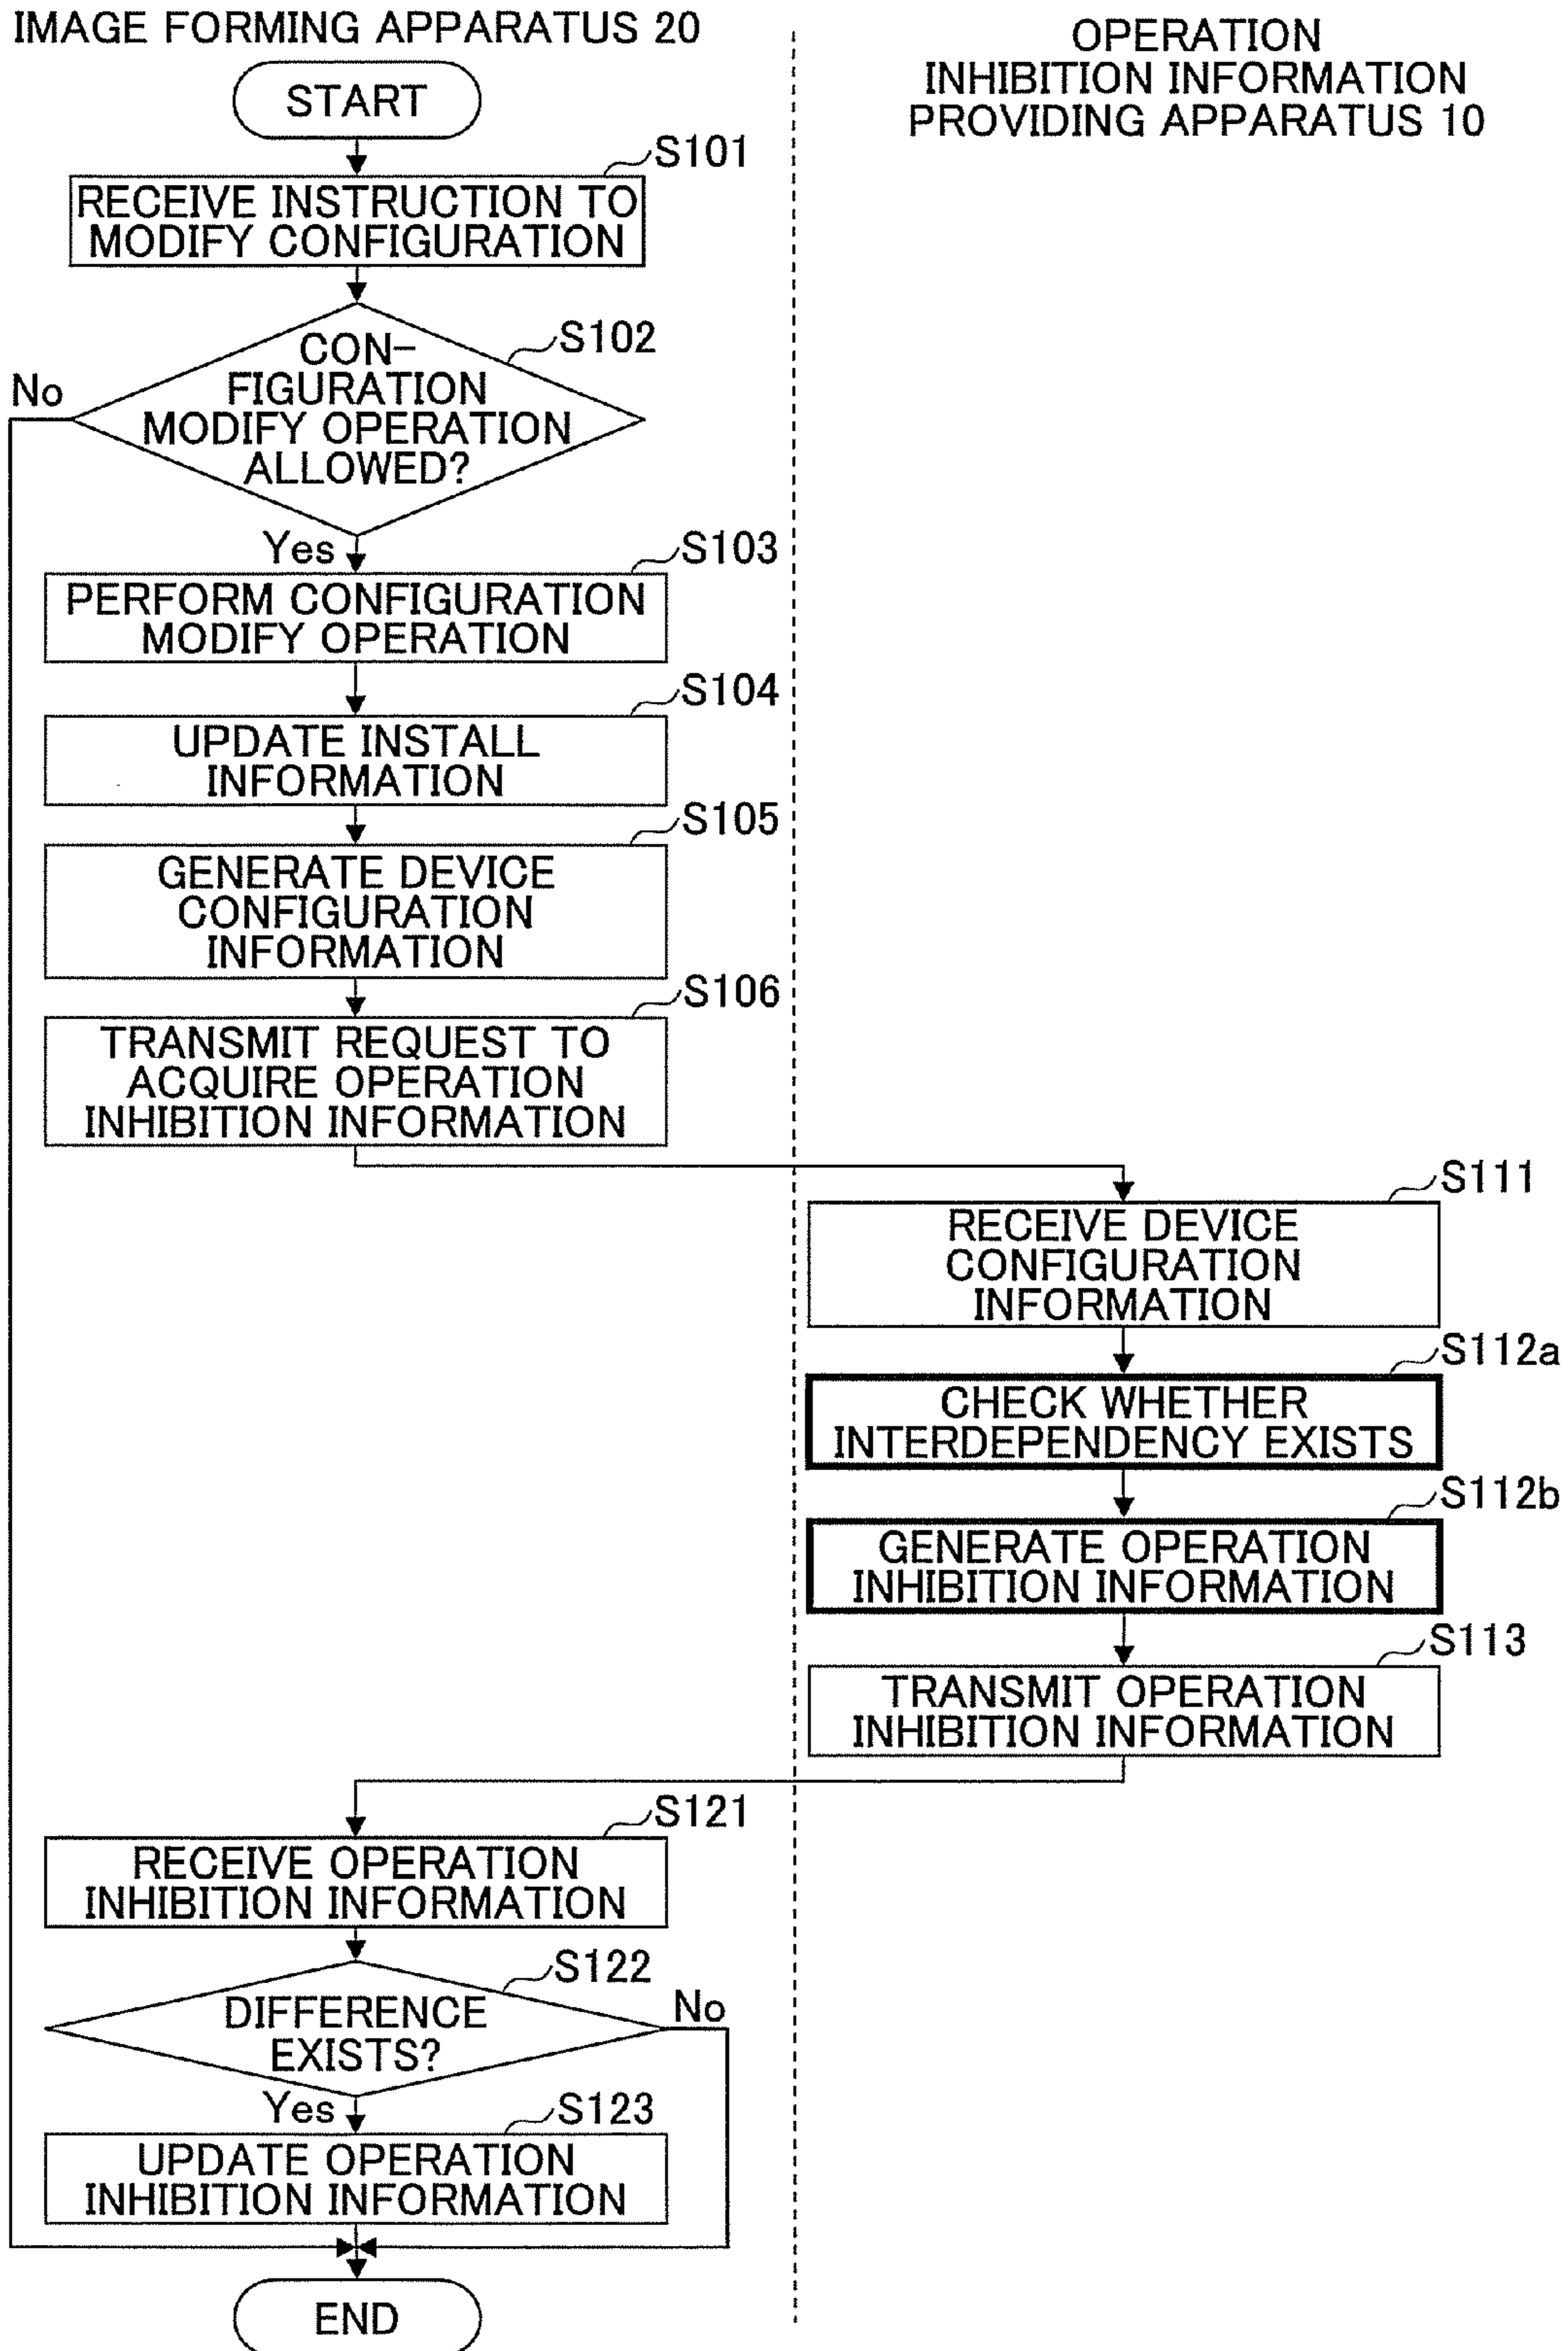 IMAGE FORMING APPARATUS 20
OPERATION
INHIBITION INFORMATION
PROVIDING APPARATUS 10
START
S101
RECEIVE INSTRUCTION TO
MODIFY CONFIGURATION
S102
CON-
FIGURATION
MODIFY OPERATION
ALLOWED?
No
Yes
S103
PERFORM CONFIGURATION
MODIFY OPERATION
S104
UPDATE INSTALL
INFORMATION
S105
GENERATE DEVICE
CONFIGURATION
INFORMATION
S106
TRANSMIT REQUEST TO
ACQUIRE OPERATION
INHIBITION INFORMATION
S111
RECEIVE DEVICE
CONFIGURATION
INFORMATION
S112a
CHECK WHETHER
INTERDEPENDENCY EXISTS
S112b
GENERATE OPERATION
INHIBITION INFORMATION
S113
TRANSMIT OPERATION
INHIBITION INFORMATION
S121
RECEIVE OPERATION
INHIBITION INFORMATION
S122
DIFFERENCE
EXISTS?
No
Yes
S123
UPDATE OPERATION
INHIBITION INFORMATION
END